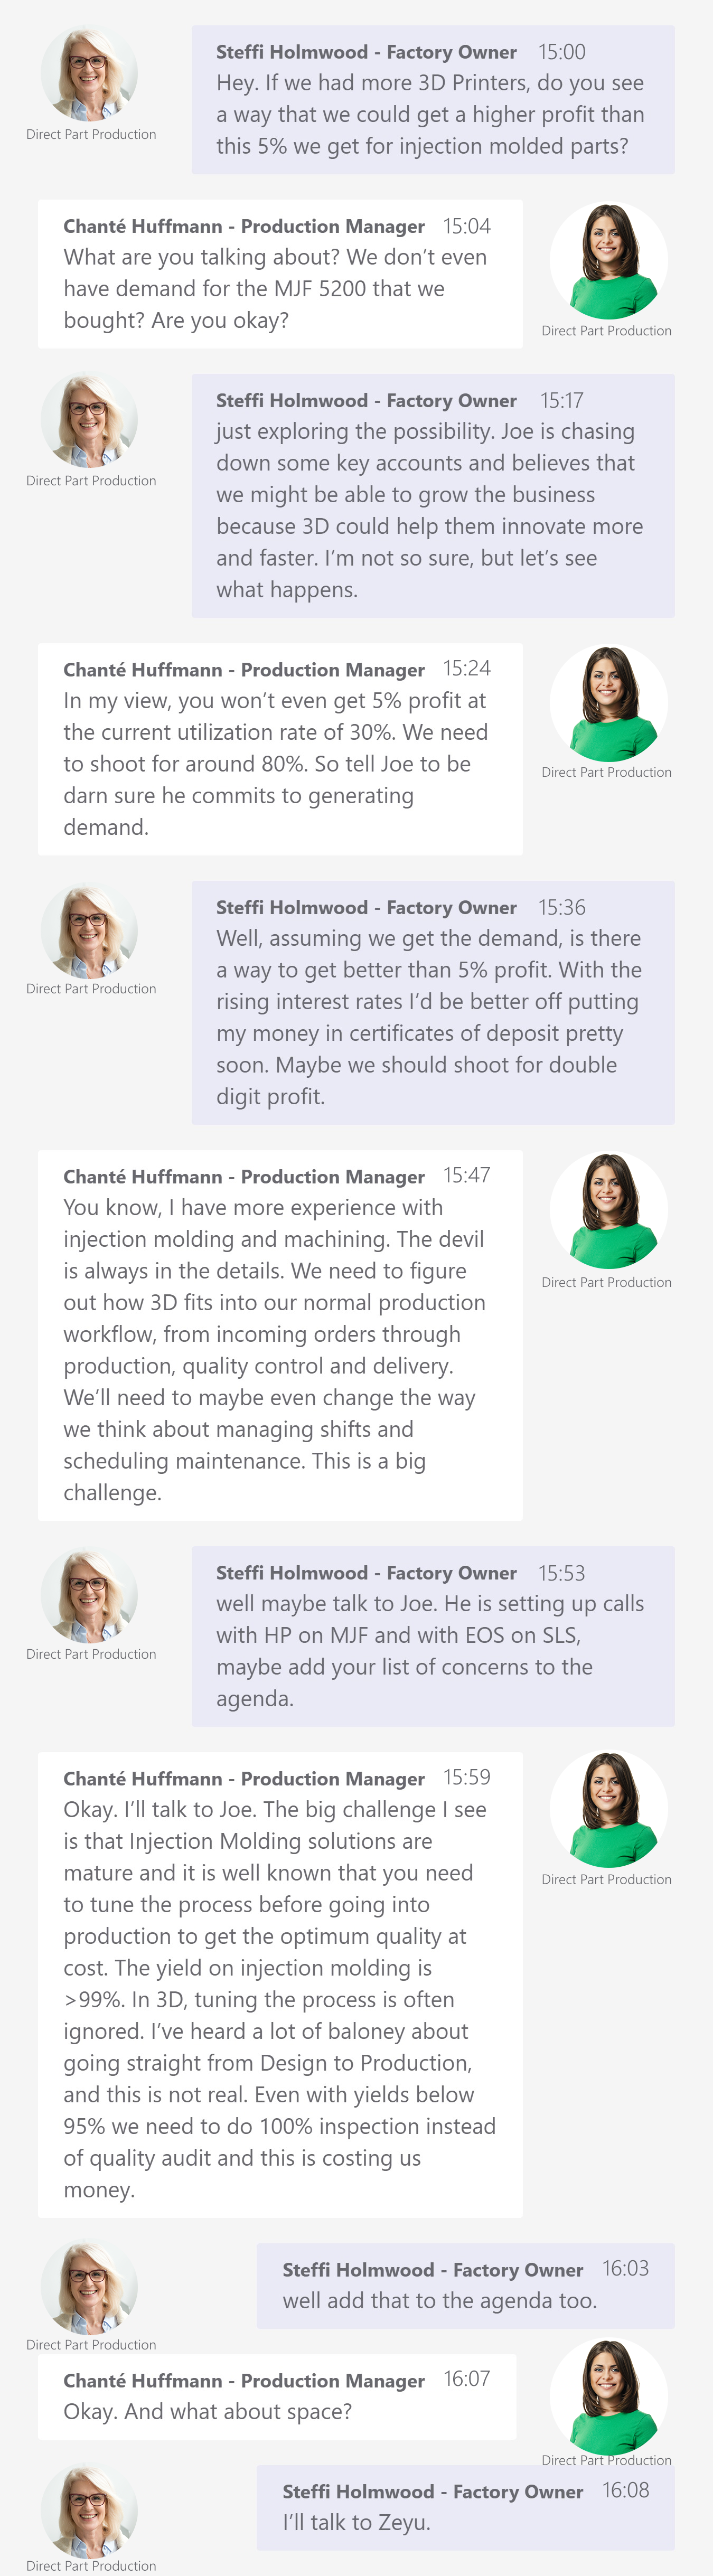 Steffi Holmwood - Factory Owner 15:00
Hey. If we had more 3D Printers, do you see
a way that we could get a higher profit than
this 5% we get for injection molded parts?
Direct Part Production
Chanté Huffmann - Production Manager 15:04
What are you talking about? We don’t even
have demand for the MJF 5200 that we
bought? Are you okay?
Direct Part Production
Steffi Holmwood - Factory Owner 15:17
just exploring the possibility. Joe is chasing
down some key accounts and believes that
we might be able to grow the business
because 3D could help them innovate more
and faster. I’m not so sure, but let’s see
what happens.
Direct Part Production
Chanté Huffmann - Production Manager 15:24
In my view, you won’t even get 5% profit at
the current utilization rate of 30%. We need
to shoot for around 80%. So tell Joe to be
darn sure he commits to generating
demand.
Direct Part Production
Steffi Holmwood - Factory Owner 15:36
Well, assuming we get the demand, is there
a way to get better than 5% profit. With the
rising interest rates I’d be better off putting
my money in certificates of deposit pretty
soon. Maybe we should shoot for double
digit profit.
Direct Part Production
Chanté Huffmann - Production Manager 15:47
You know, I have more experience with
injection molding and machining. The devil
is always in the details. We need to figure
out how 3D fits into our normal production
workflow, from incoming orders through
production, quality control and delivery.
We’ll need to maybe even change the way
we think about managing shifts and
scheduling maintenance. This is a big
challenge.
Direct Part Production
Steffi Holmwood - Factory Owner 15:53
well maybe talk to Joe. He is setting up calls
with HP on MJF and with EOS on SLS,
maybe add your list of concerns to the
agenda.
Direct Part Production
Chanté Huffmann - Production Manager 15:59
Okay. I’ll talk to Joe. The big challenge I see
is that Injection Molding solutions are
mature and it is well known that you need
to tune the process before going into
production to get the optimum quality at
cost. The yield on injection molding is
>99%. In 3D, tuning the process is often
ignored. I’ve heard a lot of baloney about
going straight from Design to Production,
and this is not real. Even with yields below
95% we need to do 100% inspection instead
of quality audit and this is costing us
money.
Direct Part Production
Steffi Holmwood - Factory Owner 16:03
well add that to the agenda too.
Direct Part Production
Chanté Huffmann - Production Manager 16:07
Okay. And what about space?
Direct Part Production
Steffi Holmwood - Factory Owner 16:08
I’ll talk to Zeyu.
Direct Part Production